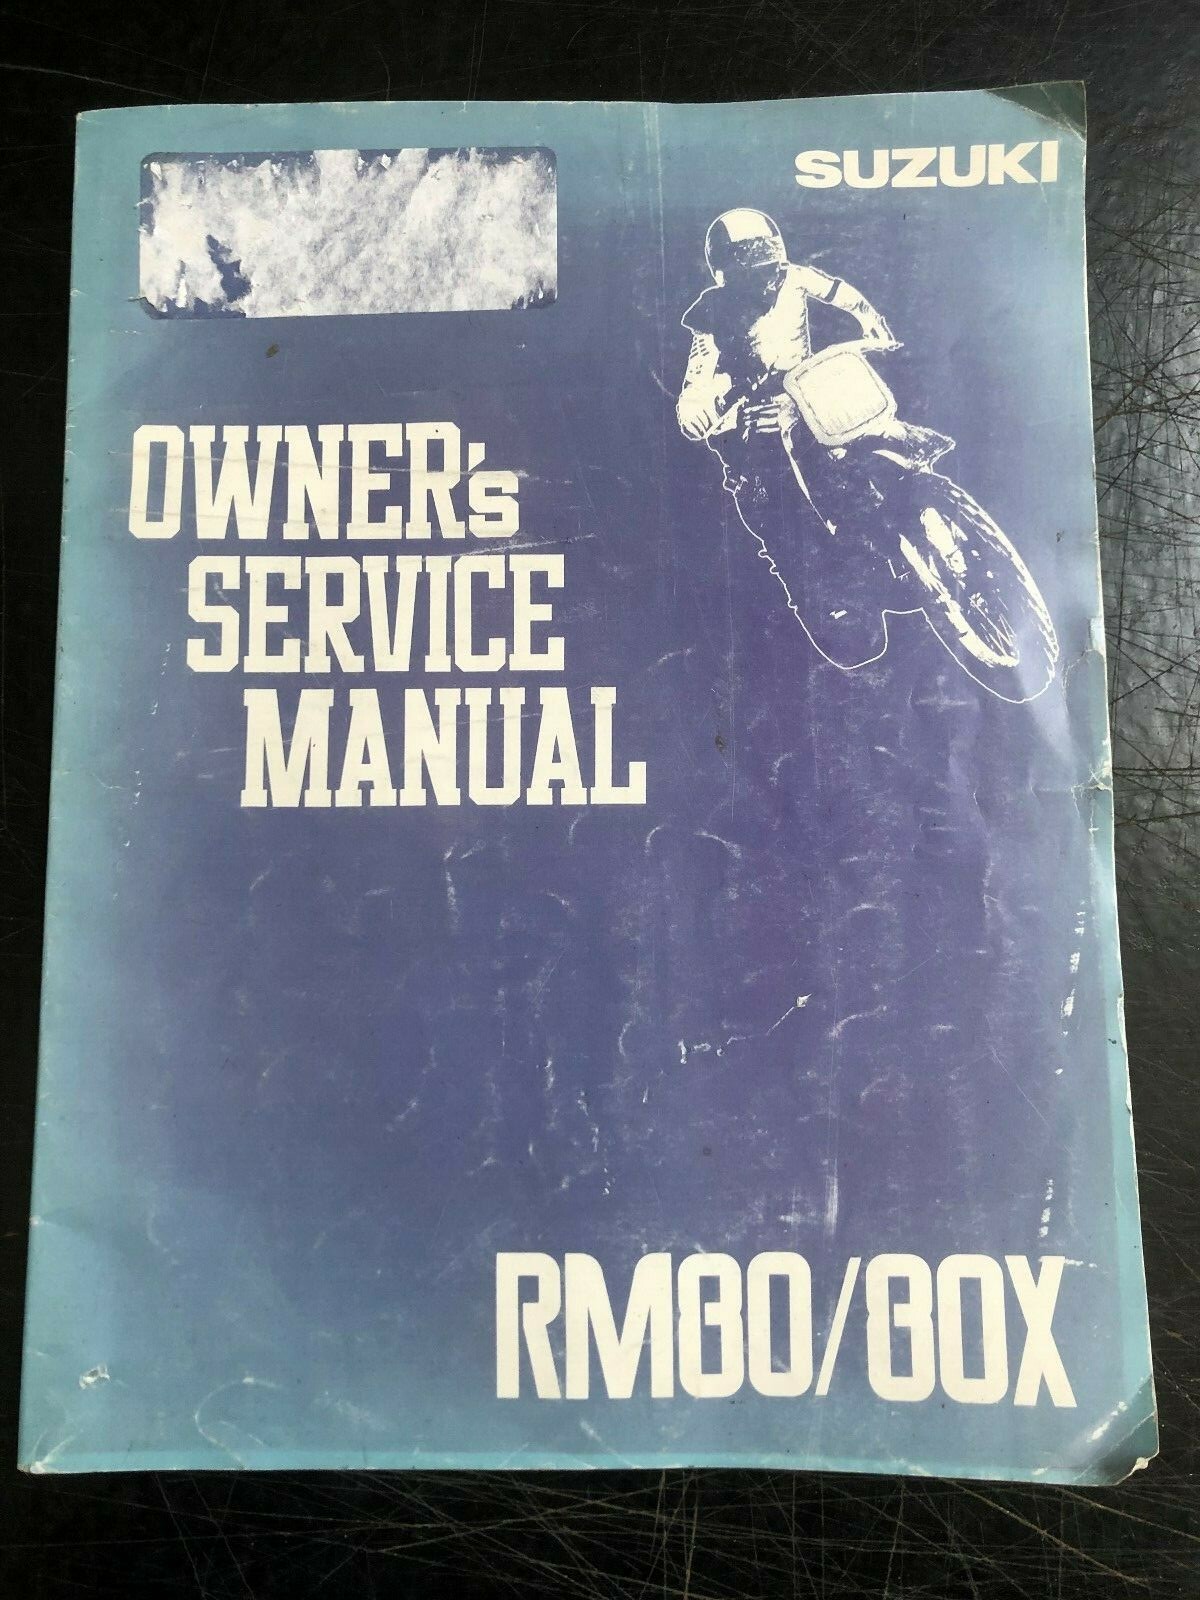 SUZUKI
OWNER's
SERVICE
MANUAL
RM80/80X